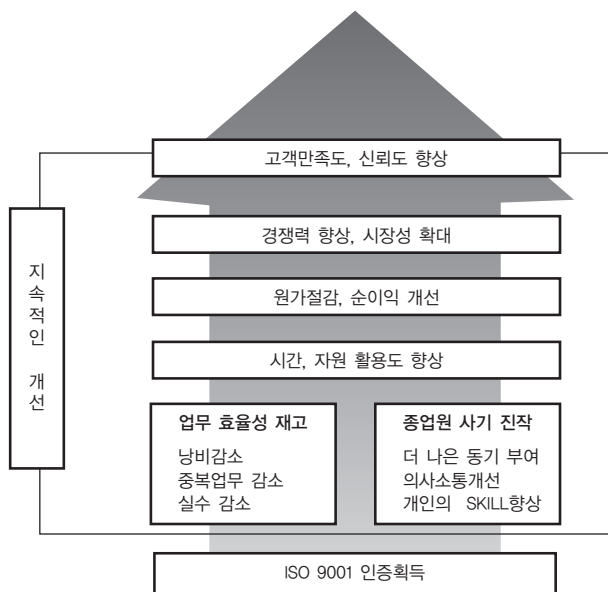 고객만족도, 신뢰도 향상
경쟁력 향상, 시장성 확대
원가절감, 순이익 개선
시간, 자원 활용도 향상
지속적인 개선
업무 효율성 재고
낭비감소
중복업무 감소
실수 감소
종업원 사기 진작
더 나은 동기 부여
의사소통개선
개인의 SKILL향상
ISO 9001 인증획득